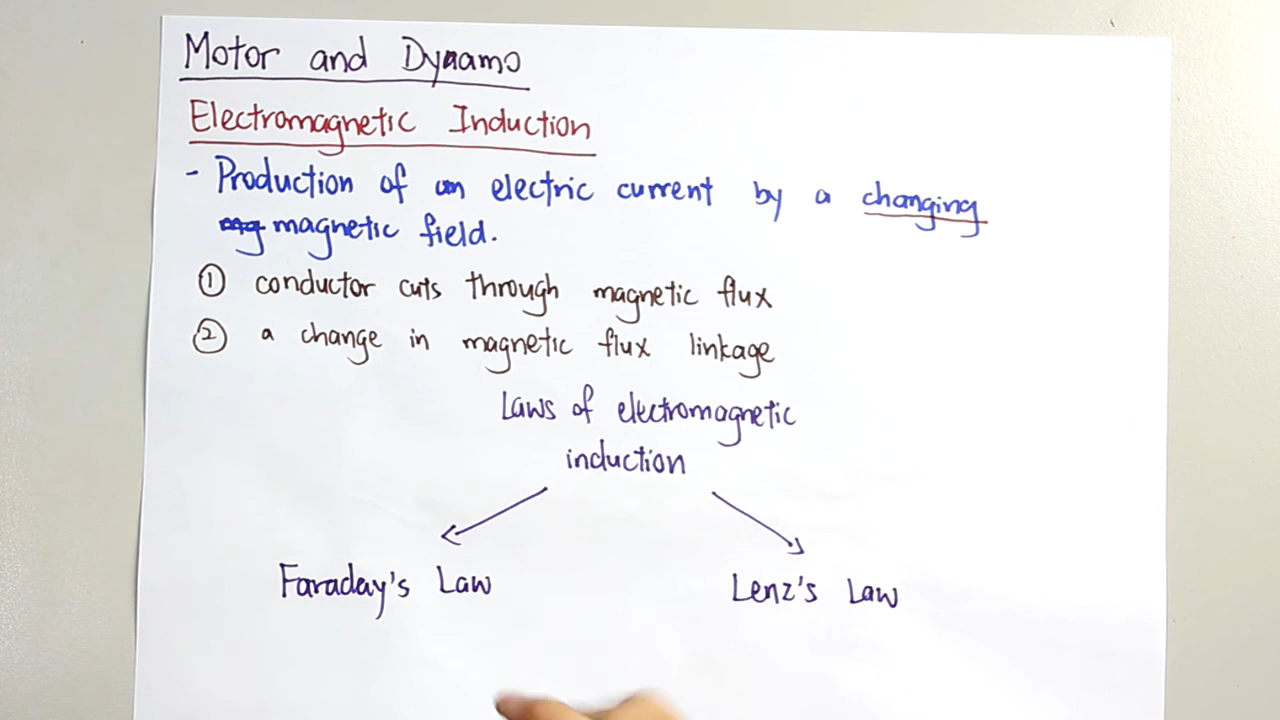 Motor and Dynamo
Electromagnetic Induction
- Production of an electric current by a changing
magnetic field.
① conductor cuts through magnetic flux
② a change in magnetic flux linkage
Laws of electromagnetic
induction
Faraday's Law Lenz's Law